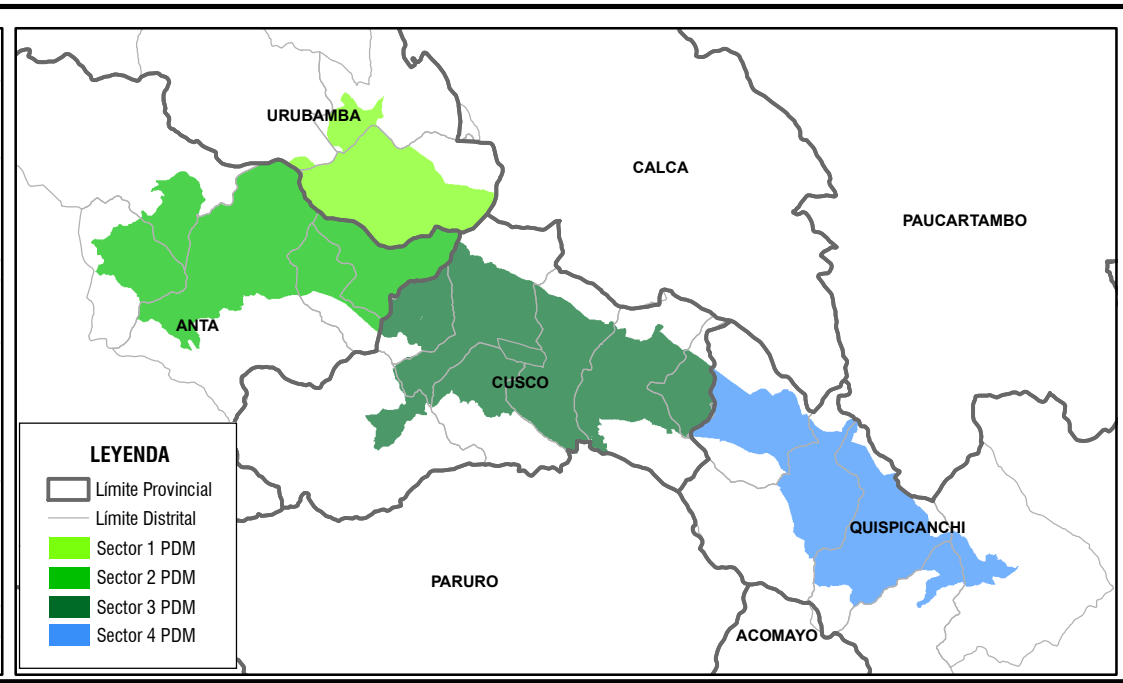 URUBAMBA
CALCA
PAUCARTAMBO
ANTA
CUSCO
QUISPICANCHI
PARURO
ACOMAYO
LEYENDA
Límite Provincial
Límite Distrital
Sector 1 PDM
Sector 2 PDM
Sector 3 PDM
Sector 4 PDM